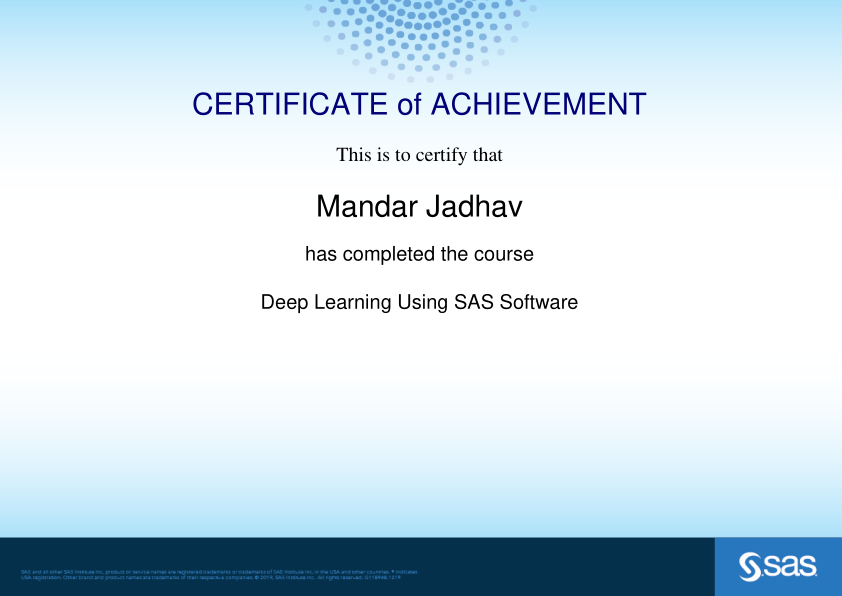 CERTIFICATE of ACHIEVEMENT
This is to certify that
Mandar Jadhav
has completed the course
Deep Learning Using SAS Software
SAS and all other SAS Institute Inc. product or service names are registered trademarks or trademarks of SAS Institute Inc. in the USA and other countries. ® indicates
USA registration. Other brand and product names are trademarks of their respective companies. © 2019, SAS Institute Inc. All rights reserved.
sas